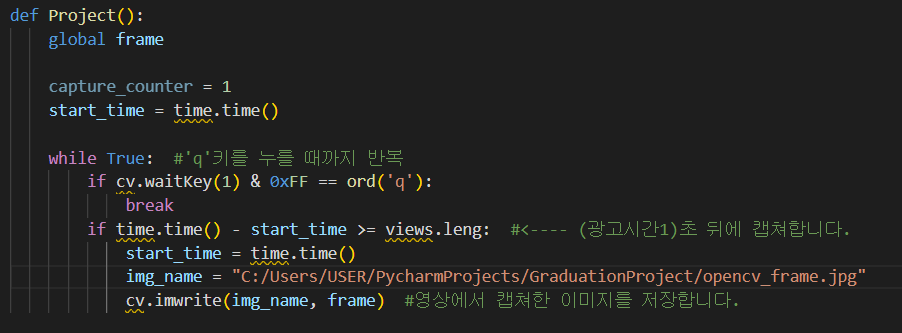 def Project():
global frame
capture_counter = 1
start_time = time.time()
while True:  #'q'키를 누를 때까지 반복
if cv.waitKey(1) & 0xFF == ord('q'):
break
if time.time() - start_time >= views.leng:  #<---- (광고시간1)초 뒤에 캡쳐합니다.
start_time = time.time()
img_name = "C:/Users/USER/PycharmProjects/GraduationProject/opencv_frame.jpg"
cv.imwrite(img_name, frame)  #영상에서 캡쳐한 이미지를 저장합니다.